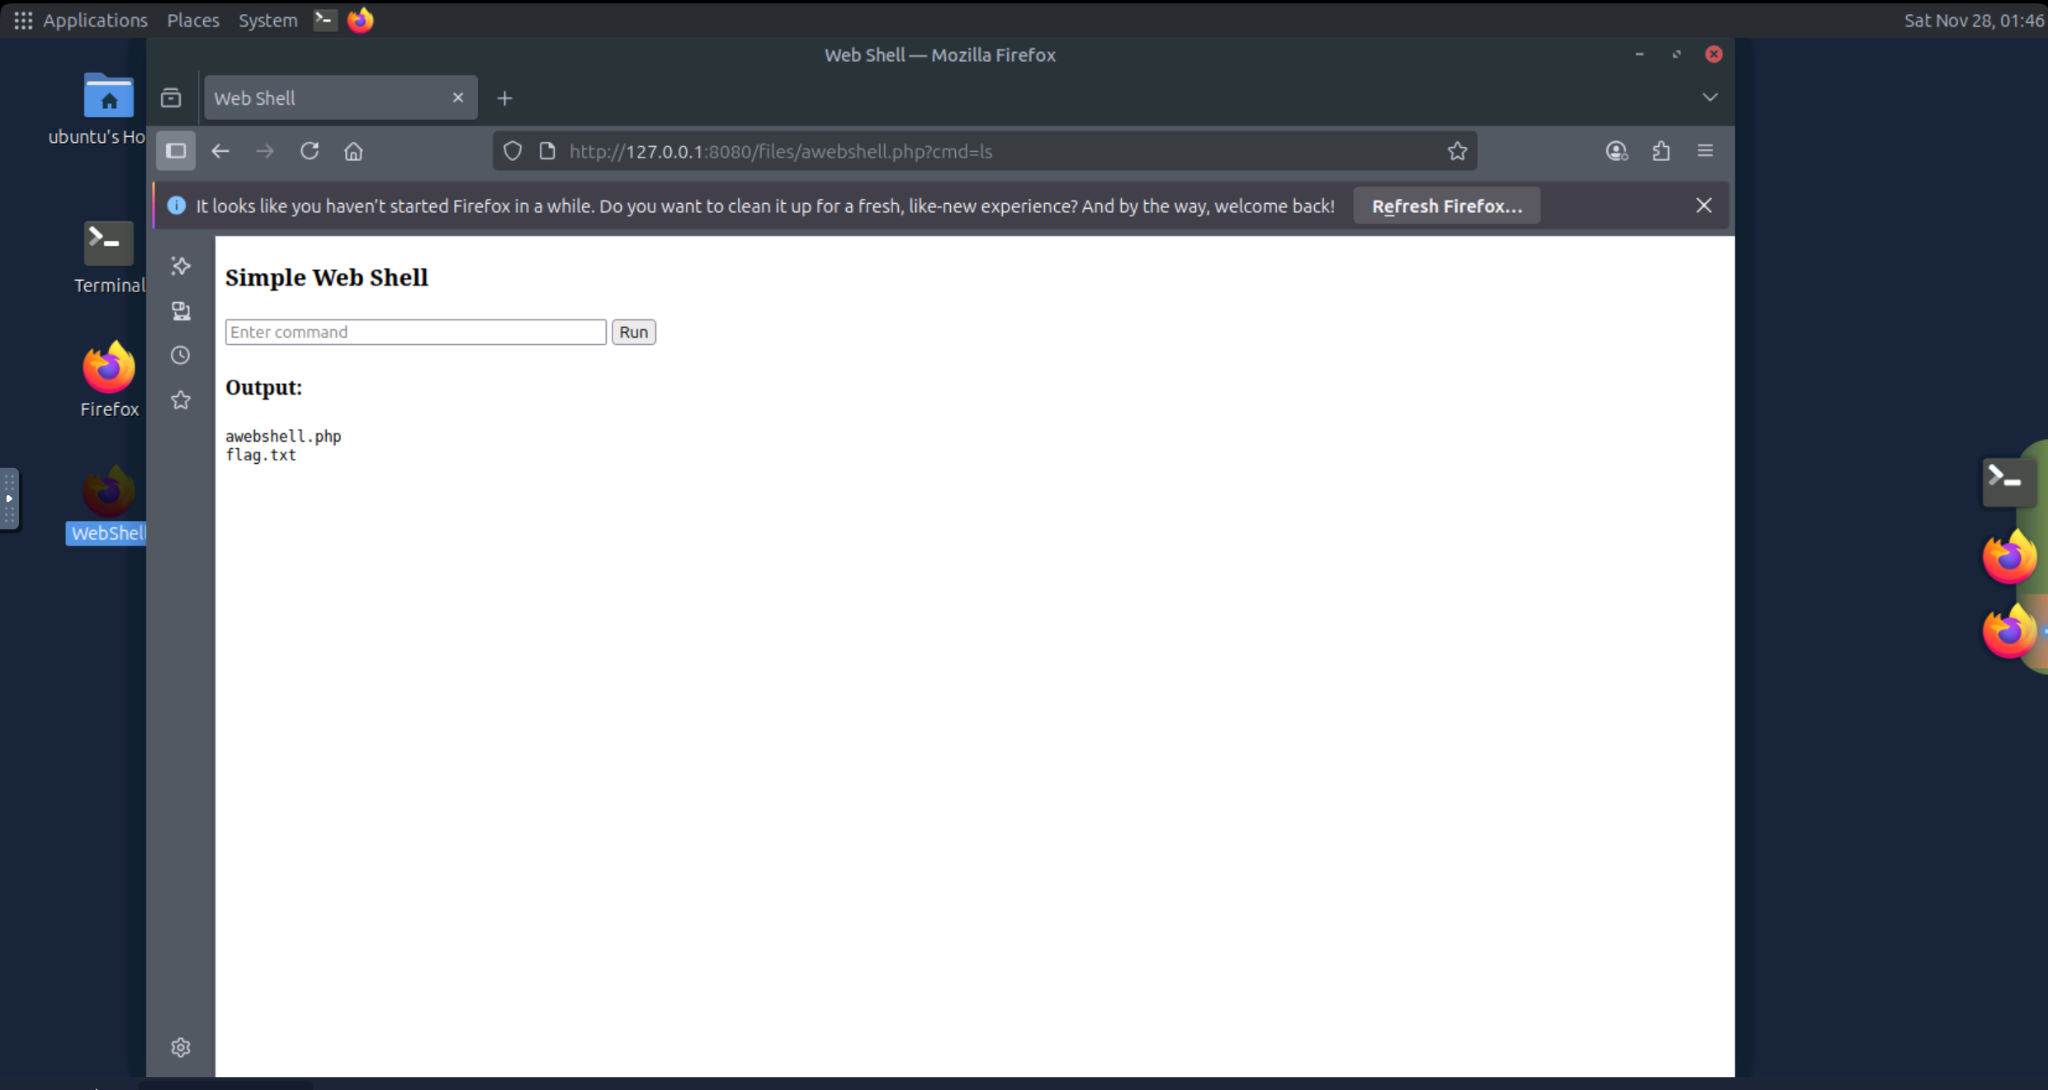 Applications Places System Sat Nov 28, 01:46
Web Shell — Mozilla Firefox
Web Shell
http://127.0.0.1:8080/files/awebshell.php?cmd=ls
It looks like you haven't started Firefox in a while. Do you want to clean it up for a fresh, like-new experience? And by the way, welcome back! Refresh Firefox...
ubuntu's Ho
Terminal
Firefox
WebShell
Simple Web Shell
Enter command Run
Output:
awebshell.php
flag.txt